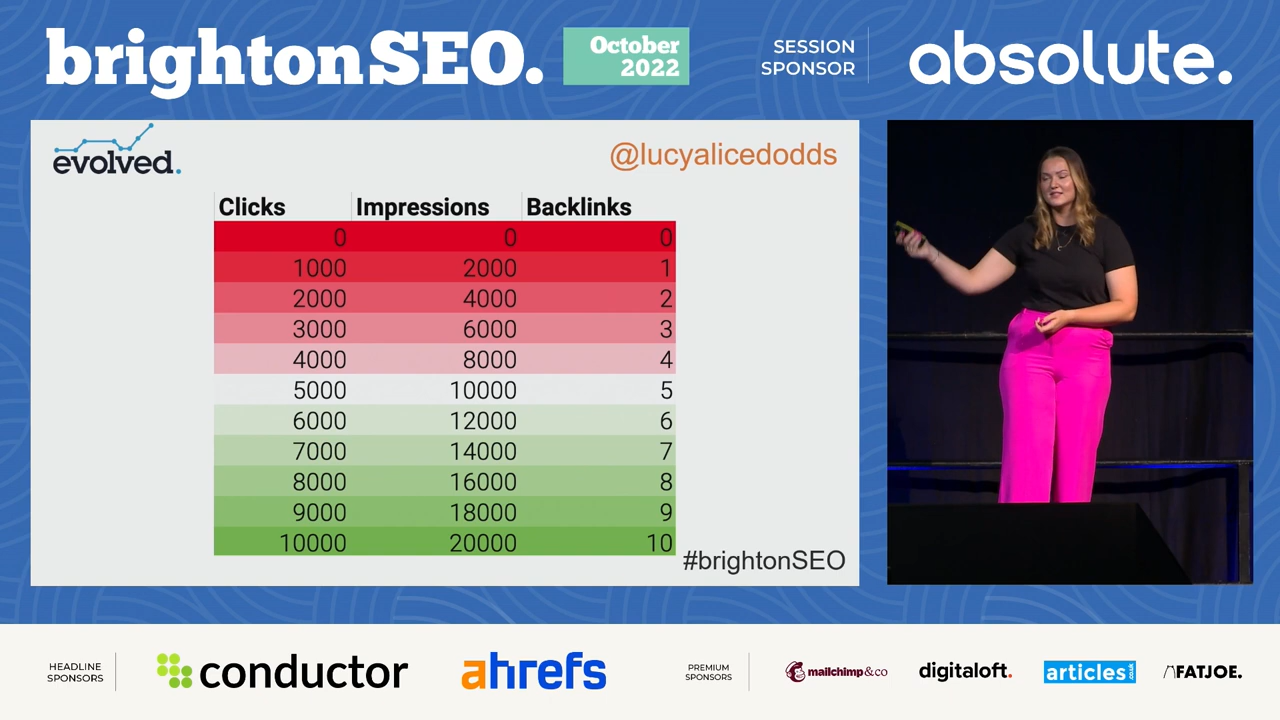 brightonSEO.
October
2022
SESSION
SPONSOR
absolute.
evolved.
@lucyalicedodds
Clicks Impressions Backlinks
0 0 0
1000 2000 1
2000 4000 2
3000 6000 3
4000 8000 4
5000 10000 5
6000 12000 6
7000 14000 7
8000 16000 8
9000 18000 9
10000 20000 10
#brightonSEO
HEADLINE
SPONSORS
conductor
ahrefs
PREMIUM
SPONSORS
mailchimp&co
digitaloft.
articles.co.uk
FATJOE.